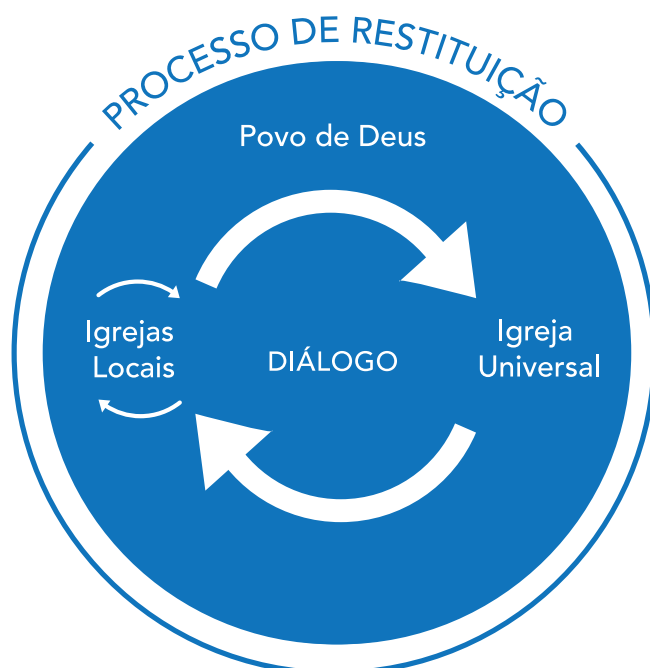 PROCESSO DE RESTITUIÇÃO
Povo de Deus
Igrejas
Locais
DIÁLOGO
Igreja
Universal